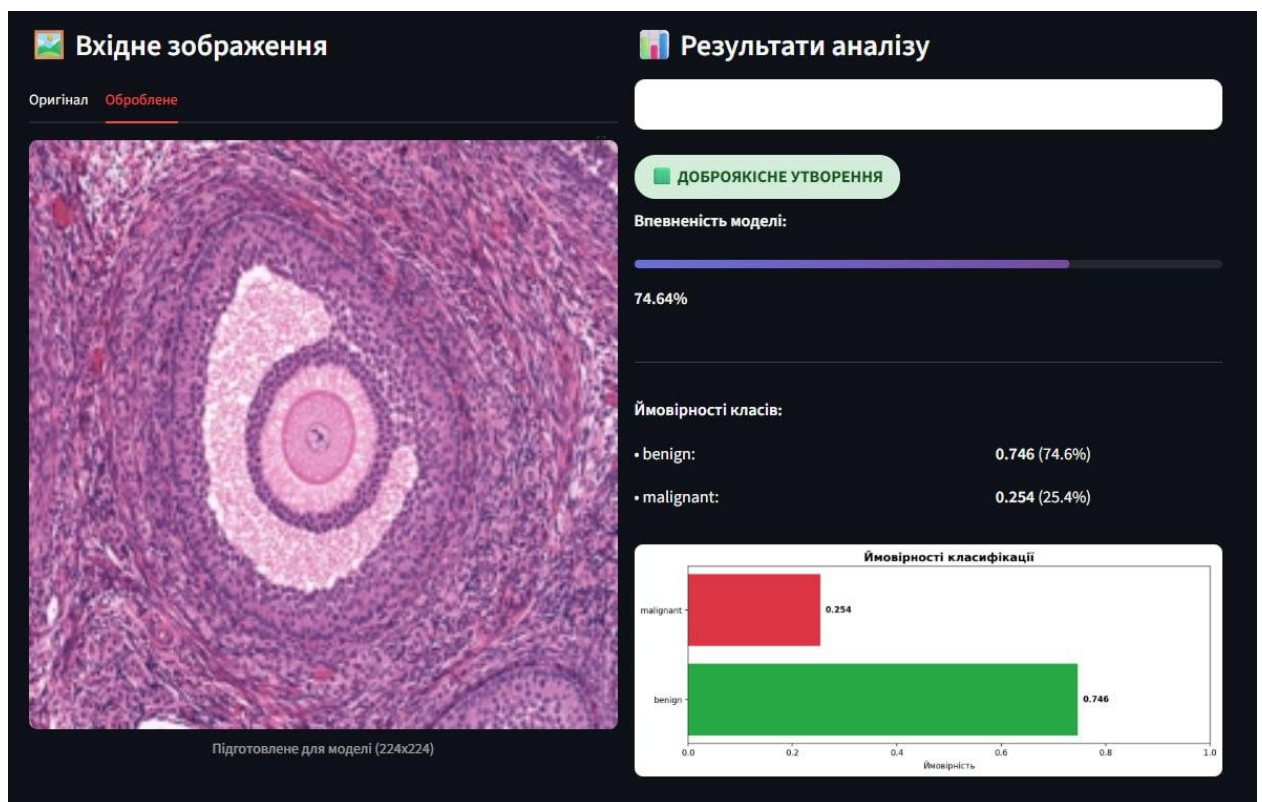 Вхідне зображення
Оригінал Оброблене
Підготовлене для моделі (224x224)
Результати аналізу
ДОБРОЯКІСНЕ УТВОРЕННЯ
Впевненість моделі:
74.64%
Ймовірності класів:
• benign: 0.746 (74.6%)
• malignant: 0.254 (25.4%)
Ймовірності класифікації
malignant 0.254
benign 0.746
0.0 0.2 0.4 0.6 0.8 1.0
Ймовірність